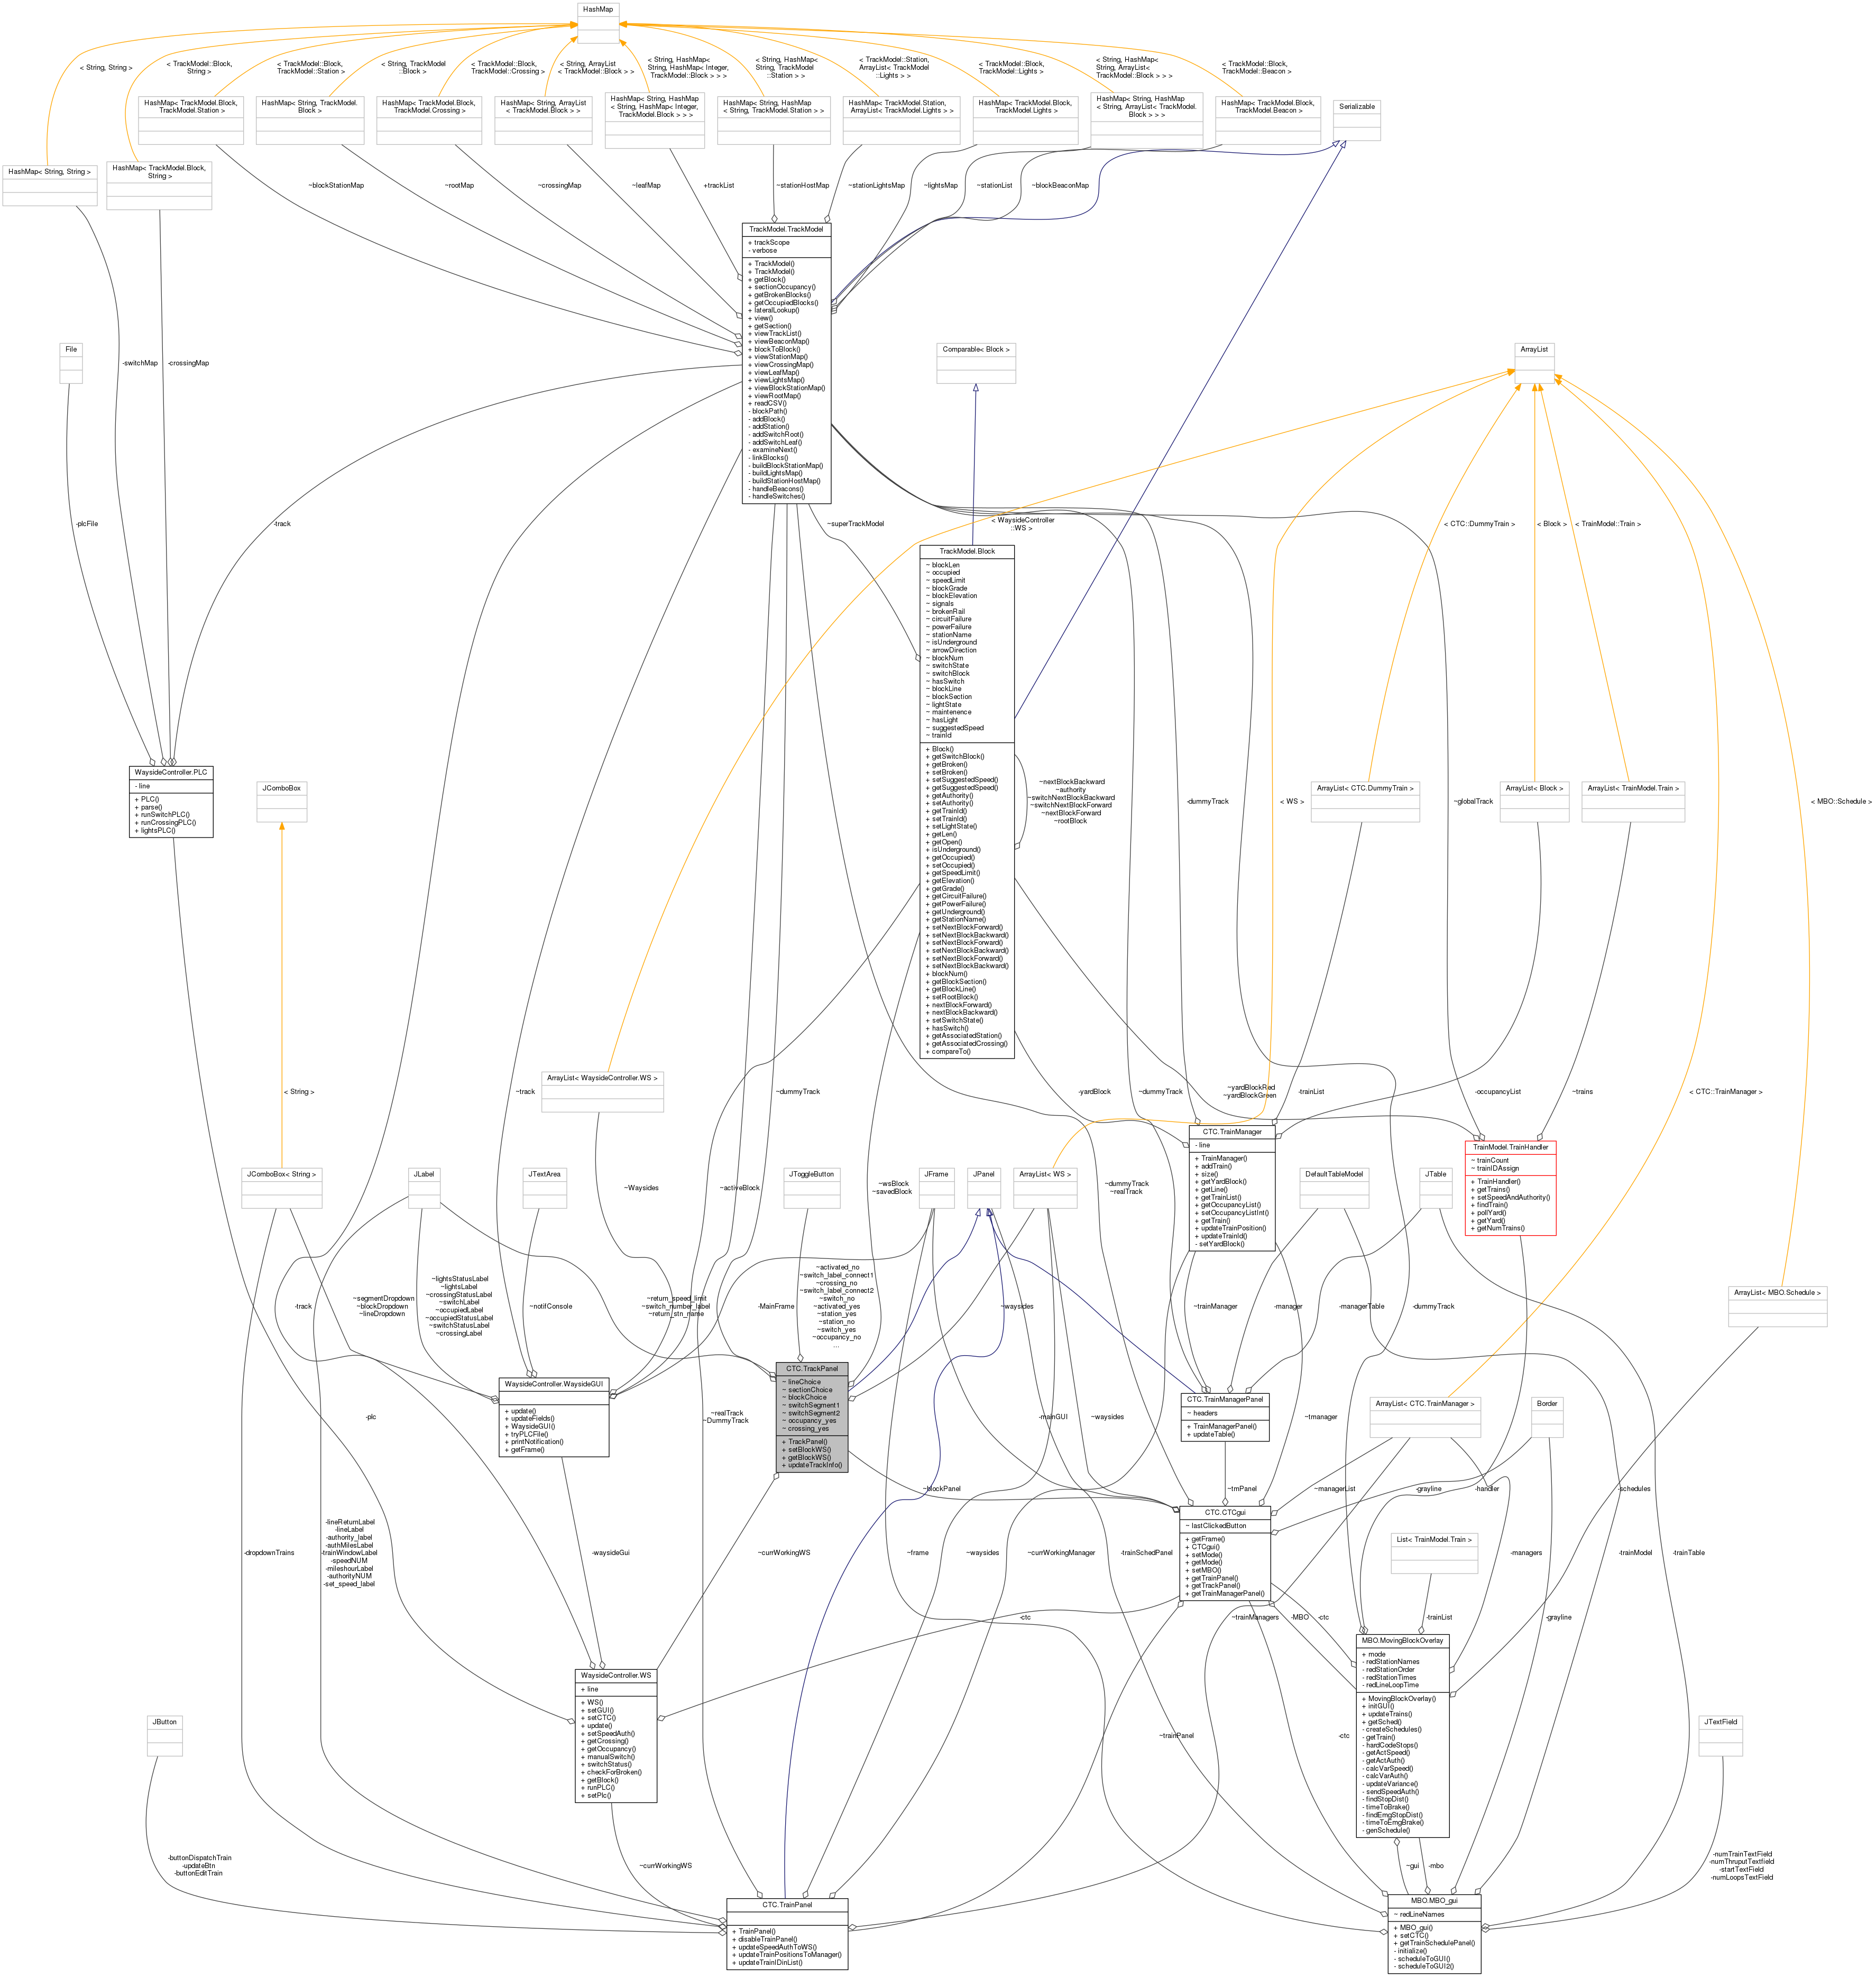 HashMap
< String, String >
< TrackModel::Block,
String >
< TrackModel::Block,
TrackModel::Station >
< String, TrackModel
::Block >
< TrackModel::Block,
TrackModel::Crossing >
< String, ArrayList
< TrackModel::Block > >
< String, HashMap<
String, HashMap< Integer,
TrackModel::Block > > >
< String, HashMap<
String, TrackModel
::Station > >
< TrackModel::Station,
ArrayList< TrackModel
::Lights > >
< TrackModel::Block,
TrackModel::Lights >
< String, HashMap<
String, ArrayList<
TrackModel::Block > > >
< TrackModel::Block,
TrackModel::Beacon >
HashMap< TrackModel.Block,
TrackModel.Station >
HashMap< String, TrackModel.
Block >
HashMap< TrackModel.Block,
TrackModel.Crossing >
HashMap< String, ArrayList
< TrackModel.Block > >
HashMap< String, HashMap
< String, HashMap< Integer,
TrackModel.Block > > >
HashMap< String, HashMap
< String, TrackModel.Station > >
HashMap< TrackModel.Station,
ArrayList< TrackModel.Lights > >
HashMap< TrackModel.Block,
TrackModel.Lights >
HashMap< String, HashMap
< String, ArrayList< TrackModel.
Block > > >
HashMap< TrackModel.Block,
TrackModel.Beacon >
Serializable
HashMap< String, String >
HashMap< TrackModel.Block,
String >
~blockStationMap
~rootMap
~crossingMap
~leafMap
+trackList
~stationHostMap
~stationLightsMap
~lightsMap
~stationList
~blockBeaconMap
TrackModel.TrackModel
+ trackScope
- verbose
+ TrackModel()
+ TrackModel()
+ getBlock()
+ sectionOccupancy()
+ getBrokenBlocks()
+ getOccupiedBlocks()
+ lateralLookup()
+ view()
+ getSection()
+ viewTrackList()
+ viewBeaconMap()
+ blockToBlock()
+ viewStationMap()
+ viewCrossingMap()
+ viewLeafMap()
+ viewLightsMap()
+ viewBlockStationMap()
+ viewRootMap()
+ readCSV()
- blockPath()
- addBlock()
- addStation()
- addSwitchRoot()
- addSwitchLeaf()
- examineNext()
- linkBlocks()
- buildBlockStationMap()
- buildLightsMap()
- buildStationHostMap()
- handleBeacons()
- handleSwitches()
File
-switchMap
-crossingMap
Comparable< Block >
ArrayList
-plcFile
-track
~superTrackModel
< WaysideController
::WS >
< CTC::DummyTrain >
< Block >
< TrainModel::Train >
TrackModel.Block
~ blockLen
~ occupied
~ speedLimit
~ blockGrade
~ blockElevation
~ signals
~ brokenRail
~ circuitFailure
~ powerFailure
~ stationName
~ isUnderground
~ arrowDirection
~ blockNum
~ switchState
~ switchBlock
~ hasSwitch
~ blockLine
~ blockSection
~ lightState
~ maintenence
~ hasLight
~ suggestedSpeed
~ trainId
+ Block()
+ getSwitchBlock()
+ getBroken()
+ setBroken()
+ setSuggestedSpeed()
+ getSuggestedSpeed()
+ getAuthority()
+ setAuthority()
+ getTrainId()
+ setTrainId()
+ setLightState()
+ getLen()
+ getOpen()
+ isUnderground()
+ getOccupied()
+ setOccupied()
+ getSpeedLimit()
+ getElevation()
+ getGrade()
+ getCircuitFailure()
+ getPowerFailure()
+ getUnderground()
+ getStationName()
+ setNextBlockForward()
+ setNextBlockBackward()
+ setNextBlockForward()
+ setNextBlockBackward()
+ setNextBlockForward()
+ setNextBlockBackward()
+ blockNum()
+ getBlockSection()
+ getBlockLine()
+ setRootBlock()
+ nextBlockForward()
+ nextBlockBackward()
+ setSwitchState()
+ hasSwitch()
+ getAssociatedStation()
+ getAssociatedCrossing()
+ compareTo()
WaysideController.PLC
- line
+ PLC()
+ parse()
+ runSwitchPLC()
+ runCrossingPLC()
+ lightsPLC()
JComboBox
~nextBlockBackward
~authority
~switchNextBlockBackward
~switchNextBlockForward
~nextBlockForward
~rootBlock
-dummyTrack
< WS >
ArrayList< CTC.DummyTrain >
~globalTrack
ArrayList< Block >
ArrayList< TrainModel.Train >
< MBO::Schedule >
< String >
ArrayList< WaysideController.WS >
~track
~dummyTrack
-yardBlock
~dummyTrack
~yardBlockRed
~yardBlockGreen
-trainList
-occupancyList
~trains
< CTC::TrainManager >
CTC.TrainManager
- line
+ TrainManager()
+ addTrain()
+ size()
+ getYardBlock()
+ getLine()
+ getTrainList()
+ getOccupancyList()
+ setOccupancyListInt()
+ getTrain()
+ updateTrainPosition()
+ updateTrainId()
- setYardBlock()
TrainModel.TrainHandler
~ trainCount
~ trainIDAssign
+ TrainHandler()
+ getTrains()
+ setSpeedAndAuthority()
+ findTrain()
+ pollYard()
+ getYard()
+ getNumTrains()
JComboBox< String >
JLabel
JTextArea
~Waysides
~activeBlock
JToggleButton
~wsBlock
~savedBlock
JFrame
JPanel
ArrayList< WS >
~dummyTrack
~realTrack
DefaultTableModel
JTable
ArrayList< MBO.Schedule >
-track
~segmentDropdown
~blockDropdown
~lineDropdown
~lightsStatusLabel
~lightsLabel
~crossingStatusLabel
~switchLabel
~occupiedLabel
~occupiedStatusLabel
~switchStatusLabel
~crossingLabel
~notifConsole
~return_speed_limit
~switch_number_label
~return_stn_name
-MainFrame
~activated_no
~switch_label_connect1
~crossing_no
~switch_label_connect2
~switch_no
~activated_yes
~station_yes
~station_no
~switch_yes
~occupancy_no
...
~waysides
~trainManager
-manager
-managerTable
-dummyTrack
WaysideController.WaysideGUI
+ update()
+ updateFields()
+ WaysideGUI()
+ tryPLCFile()
+ printNotification()
+ getFrame()
CTC.TrackPanel
~ lineChoice
~ sectionChoice
~ blockChoice
~ switchSegment1
~ switchSegment2
~ occupancy_yes
~ crossing_yes
+ TrackPanel()
+ setBlockWS()
+ getBlockWS()
+ updateTrackInfo()
CTC.TrainManagerPanel
~ headers
+ TrainManagerPanel()
+ updateTable()
ArrayList< CTC.TrainManager >
Border
-plc
~realTrack
~DummyTrack
-mainGUI
~waysides
~tmanager
~blockPanel
~tmPanel
~managerList
-grayline
-handler
-schedules
CTC.CTCgui
~ lastClickedButton
+ getFrame()
+ CTCgui()
+ setMode()
+ getMode()
+ setMBO()
+ getTrainPanel()
+ getTrackPanel()
+ getTrainManagerPanel()
-lineReturnLabel
-lineLabel
-authority_label
-authMilesLabel
-trainWindowLabel
-speedNUM
-mileshourLabel
-authorityNUM
-set_speed_label
-dropdownTrains
-waysideGui
~currWorkingWS
~frame
~waysides
~currWorkingManager
-trainSchedPanel
List< TrainModel.Train >
-managers
-trainModel
-trainTable
-ctc
~trainManagers
-MBO
-ctc
-trainList
-grayline
WaysideController.WS
+ line
+ WS()
+ setGUI()
+ setCTC()
+ update()
+ setSpeedAuth()
+ getCrossing()
+ getOccupancy()
+ manualSwitch()
+ switchStatus()
+ checkForBroken()
+ getBlock()
+ runPLC()
+ setPlc()
MBO.MovingBlockOverlay
+ mode
- redStationNames
- redStationOrder
- redStationTimes
- redLineLoopTime
+ MovingBlockOverlay()
+ initGUI()
+ updateTrains()
+ getSched()
- createSchedules()
- getTrain()
- hardCodeStops()
- getActSpeed()
- getActAuth()
- calcVarSpeed()
- calcVarAuth()
- updateVariance()
- sendSpeedAuth()
- findStopDist()
- timeToBrake()
- findEmgStopDist()
- timeToEmgBrake()
- genSchedule()
JButton
JTextField
~trainPanel
-ctc
-buttonDispatchTrain
-updateBtn
-buttonEditTrain
~currWorkingWS
~gui
-mbo
-numTrainTextField
-numThruputTextfield
-startTextField
-numLoopsTextField
CTC.TrainPanel
+ TrainPanel()
+ disableTrainPanel()
+ updateSpeedAuthToWS()
+ updateTrainPositionsToManager()
+ updateTrainIDinList()
MBO.MBO_gui
~ redLineNames
+ MBO_gui()
+ setCTC()
+ getTrainSchedulePanel()
- initialize()
- scheduleToGUI()
- scheduleToGUI2()